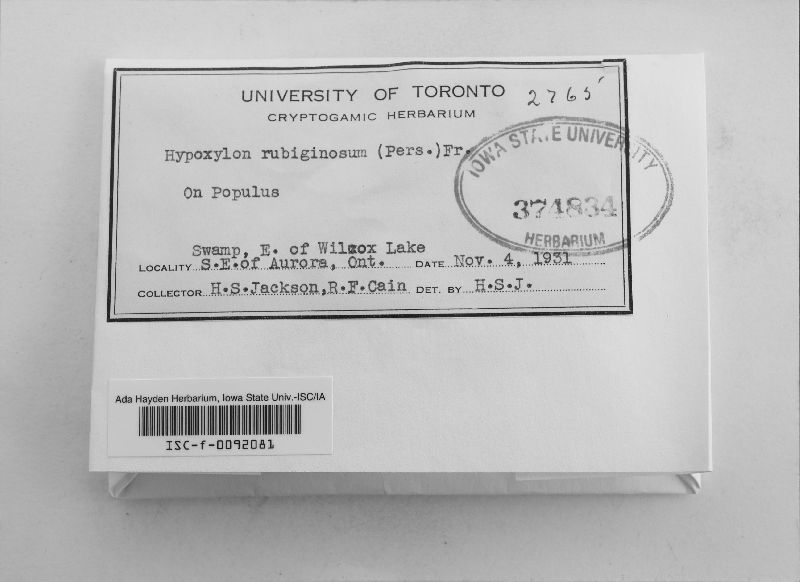 UNIVERSITY OF TORONTO 2765
CRYPTOGAMIC HERBARIUM
Hypoxylon rubiginosum (Pers.)Fr.
On Populus
IOWA STATE UNIVERSITY
374834
HERBARIUM
Swamp, E. of Wilcox Lake
LOCALITY S.E.of Aurora, Ont. DATE Nov. 4, 1931
COLLECTOR H.S.Jackson,R.F.Cain DET. BY H.S.J.
Ada Hayden Herbarium, Iowa State Univ.-ISC/IA
ISC-f-0092081